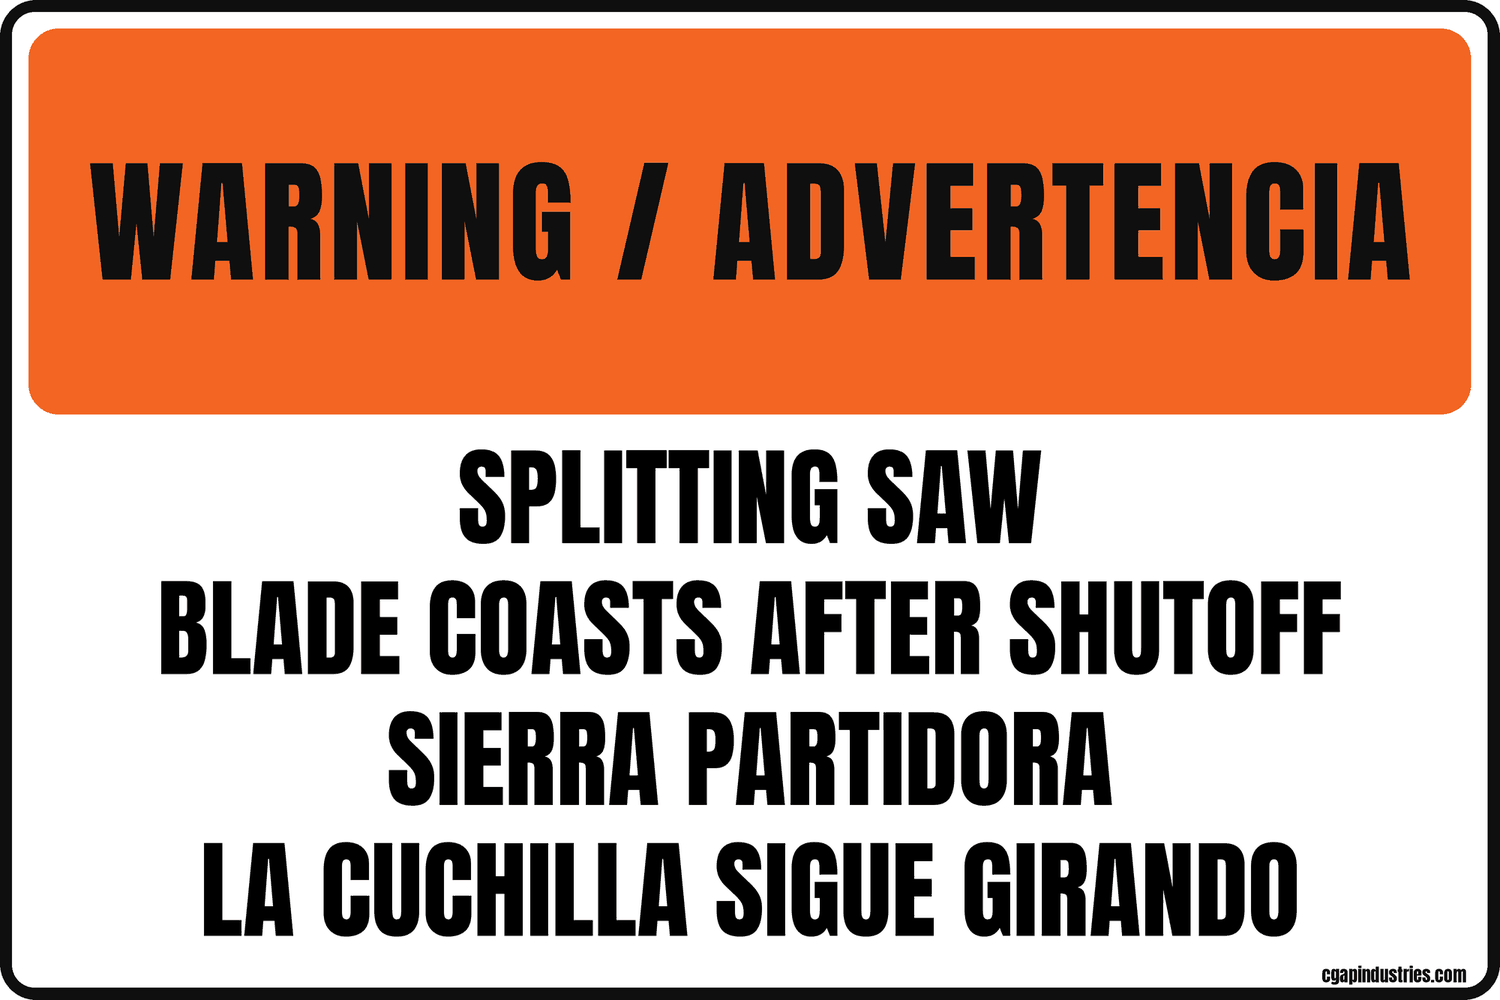 WARNING / ADVERTENCIA
SPLITTING SAW
BLADE COASTS AFTER SHUTOFF
SIERRA PARTIDORA
LA CUCHILLA SIGUE GIRANDO
cgapindustries.com